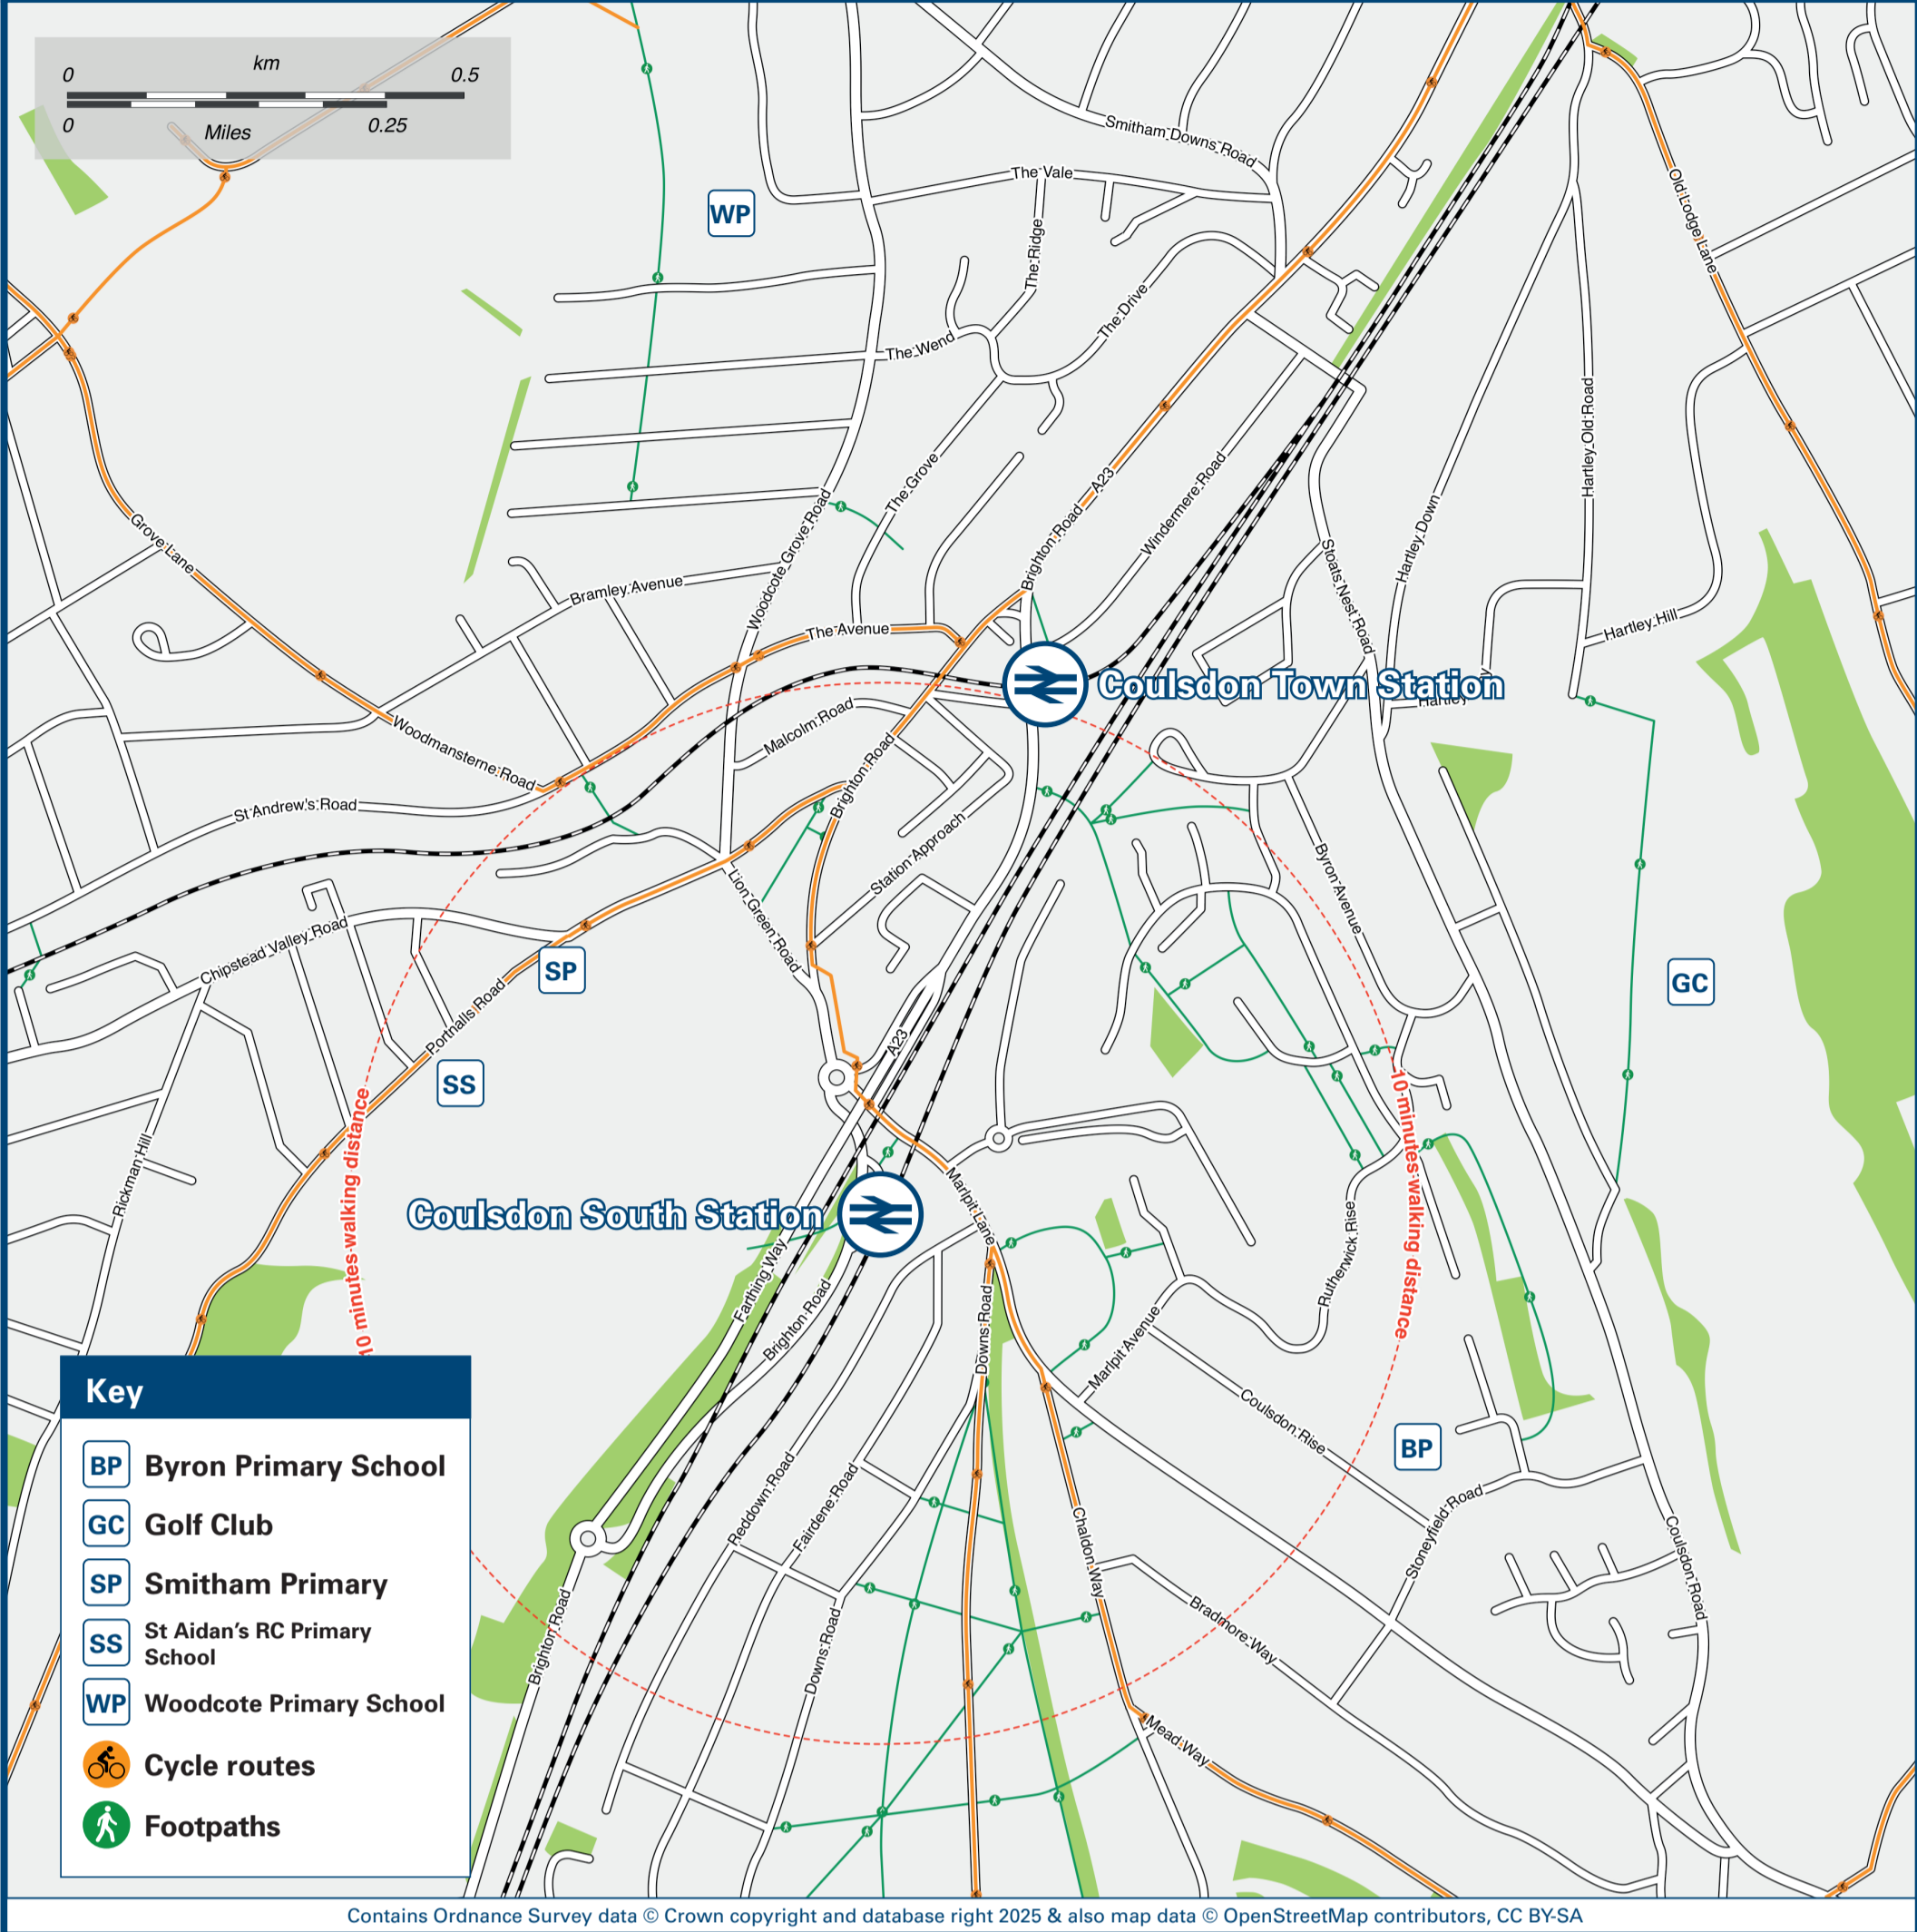 km
0 0.5
0 0.25
Miles
Smitham Downs Road
The Vale
WP
Old Lodge Lane
The Ridge
The Drive
The Wend
Hartley Old Road
The Grove
A23
Windermere Road
Brighton Road
Woodcote Grove Road
Hartley Down
Grove Lane
Stoats Nest Road
Bramley Avenue
The Avenue
Hartley Hill
Coulsdon Town Station
Hartley
Malcolm Road
Woodmansterne Road
Brighton Road
St Andrew's Road
Station Approach
Byron Avenue
Lion Green Road
Chipstead Valley Road
SP
GC
Portnalls Road
A23
SS
10 minutes walking distance
10 minutes walking distance
Rickman Hill
Marlpit Lane
Coulsdon South Station
Rutherwick Rise
Farthing Way
Brighton Road
Downs Road
Marlpit Avenue
Coulsdon Rise
BP
Reddown Road
Fairdene Road
Stoneyfield Road
Chaldon Way
Coulsdon Road
Brighton Road
Downs Road
Bradmore Way
Mead Way
Key
BP Byron Primary School
GC Golf Club
SP Smitham Primary
SS St Aidan's RC Primary
School
WP Woodcote Primary School
Cycle routes
Footpaths
Contains Ordnance Survey data © Crown copyright and database right 2025 & also map data © OpenStreetMap contributors, CC BY-SA